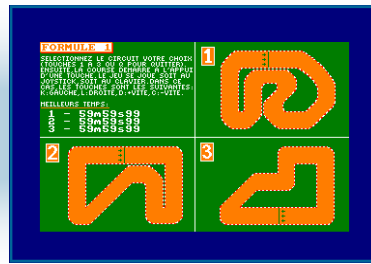 FORMULE 1
SELECTIONNEZ LE CIRCUIT VOTRE CHOIX
(TOUCHES 1 A 3 OU Q POUR QUITTER)
ENSUITE,LA COURSE DEMARRE A L'APPUI
D'UNE TOUCHE.LE JEU SE JOUE SOIT AU
JOYSTICK,SOIT AU CLAVIER.DANS CE
CAS,LES TOUCHES SONT LES SUIVANTES:
K:GAUCHE,L:DROITE,D:+VITE,C:-VITE.
MEILLEURS TEMPS:
1 - 59m59s99
2 - 59m59s99
3 - 59m59s99
1
2
3